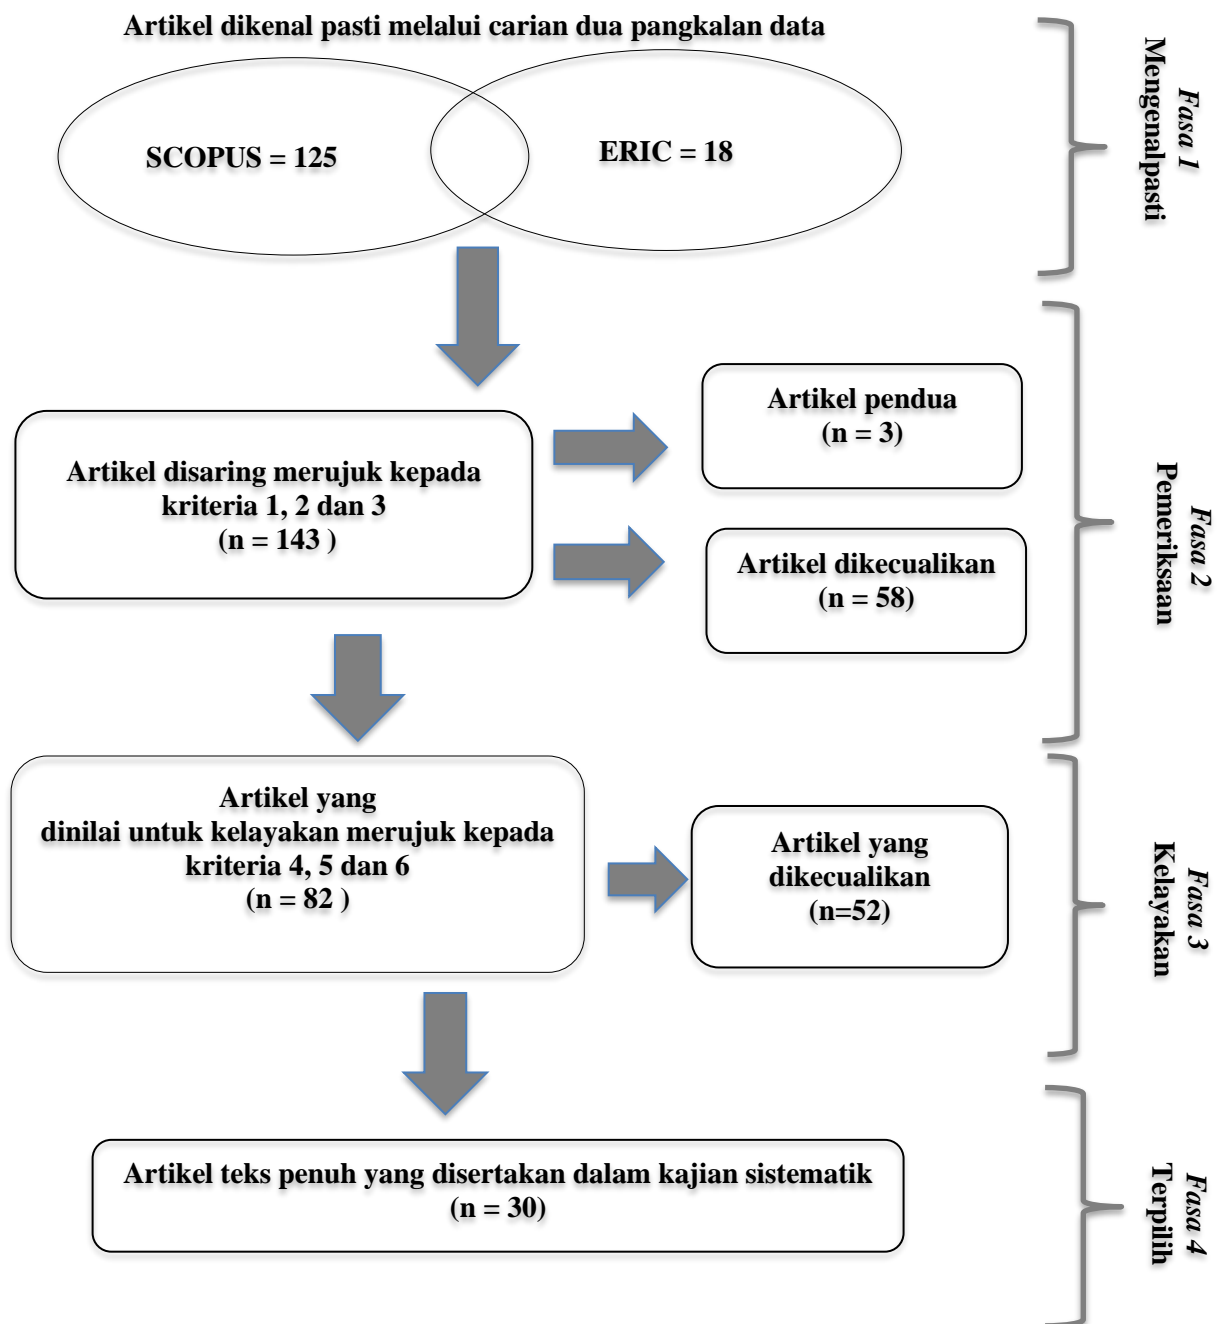 Artikel dikenal pasti melalui carian dua pangkalan data
SCOPUS = 125
ERIC = 18
Fasa 1
Mengenalpasti
Artikel disaring merujuk kepada
kriteria 1, 2 dan 3
(n = 143 )
Artikel pendua
(n = 3)
Artikel dikecualikan
(n = 58)
Fasa 2
Pemeriksaan
Artikel yang
dinilai untuk kelayakan merujuk kepada
kriteria 4, 5 dan 6
(n = 82 )
Artikel yang
dikecualikan
(n=52)
Fasa 3
Kelayakan
Artikel teks penuh yang disertakan dalam kajian sistematik
(n = 30)
Fasa 4
Terpilih